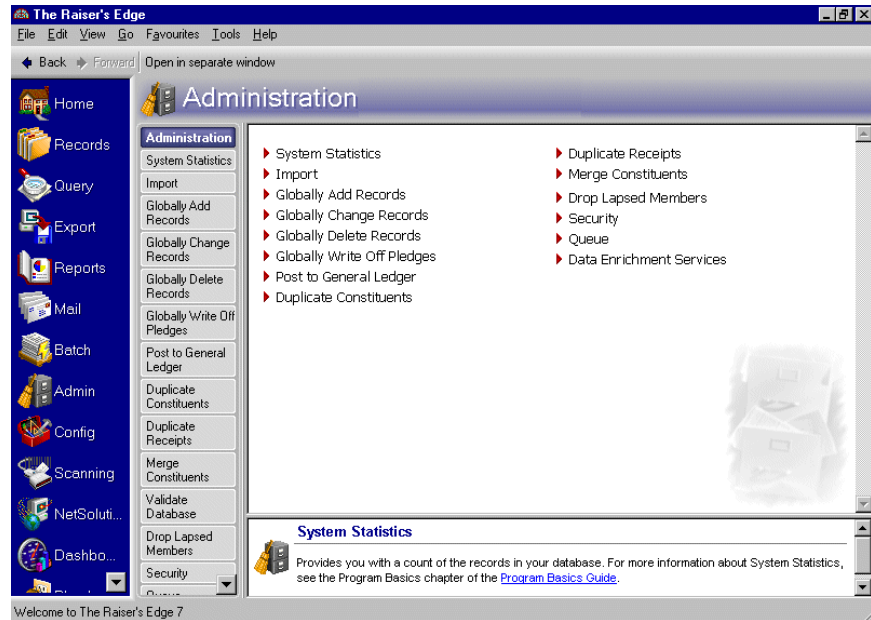 The Raiser's Edge
File Edit View Go Favourites Tools Help
Back Forward Open in separate window
Administration
Home
Records
Query
Export
Reports
Mail
Batch
Admin
Config
Scanning
NetSoluti...
Dashbo...
Administration
System Statistics
Import
Globally Add
Records
Globally Change
Records
Globally Delete
Records
Globally Write Off
Pledges
Post to General
Ledger
Duplicate
Constituents
Duplicate
Receipts
Merge
Constituents
Validate
Database
Drop Lapsed
Members
Security
System Statistics
Import
Globally Add Records
Globally Change Records
Globally Delete Records
Globally Write Off Pledges
Post to General Ledger
Duplicate Constituents
Duplicate Receipts
Merge Constituents
Drop Lapsed Members
Security
Queue
Data Enrichment Services
System Statistics
Provides you with a count of the records in your database. For more information about System Statistics,
see the Program Basics chapter of the Program Basics Guide.
Welcome to The Raiser's Edge 7